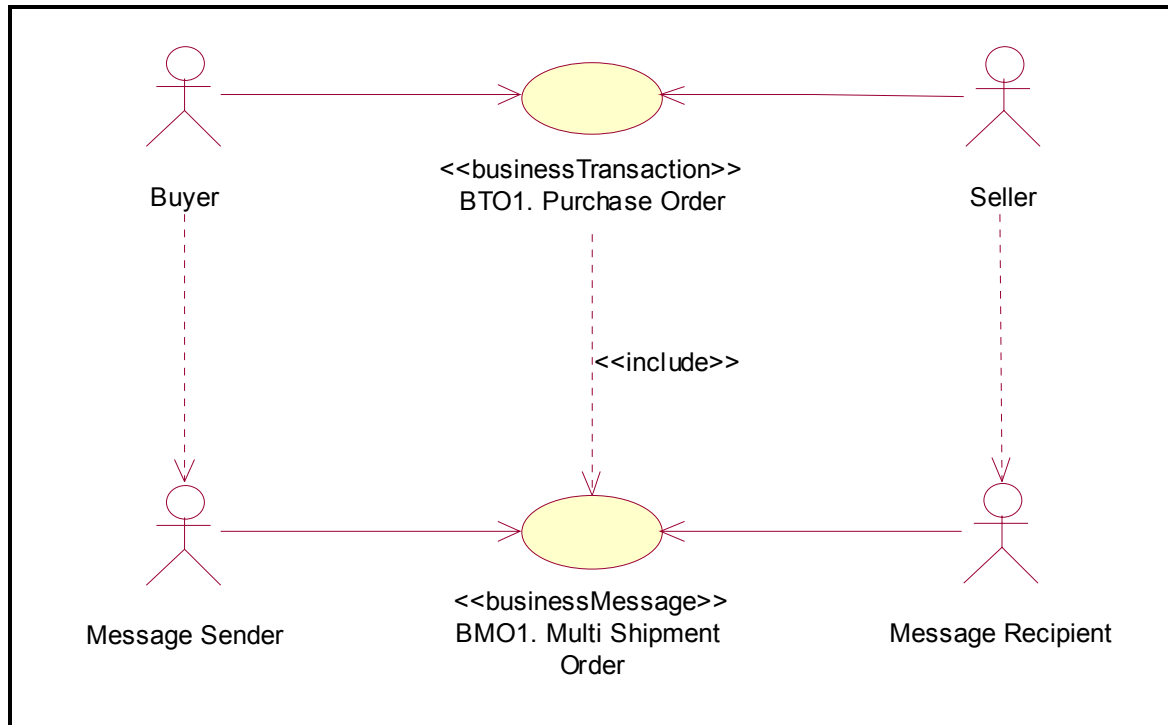 <<businessTransaction>>
BTO1. Purchase Order
Buyer
Seller
<<include>>
<<businessMessage>>
BMO1. Multi Shipment
Order
Message Sender
Message Recipient